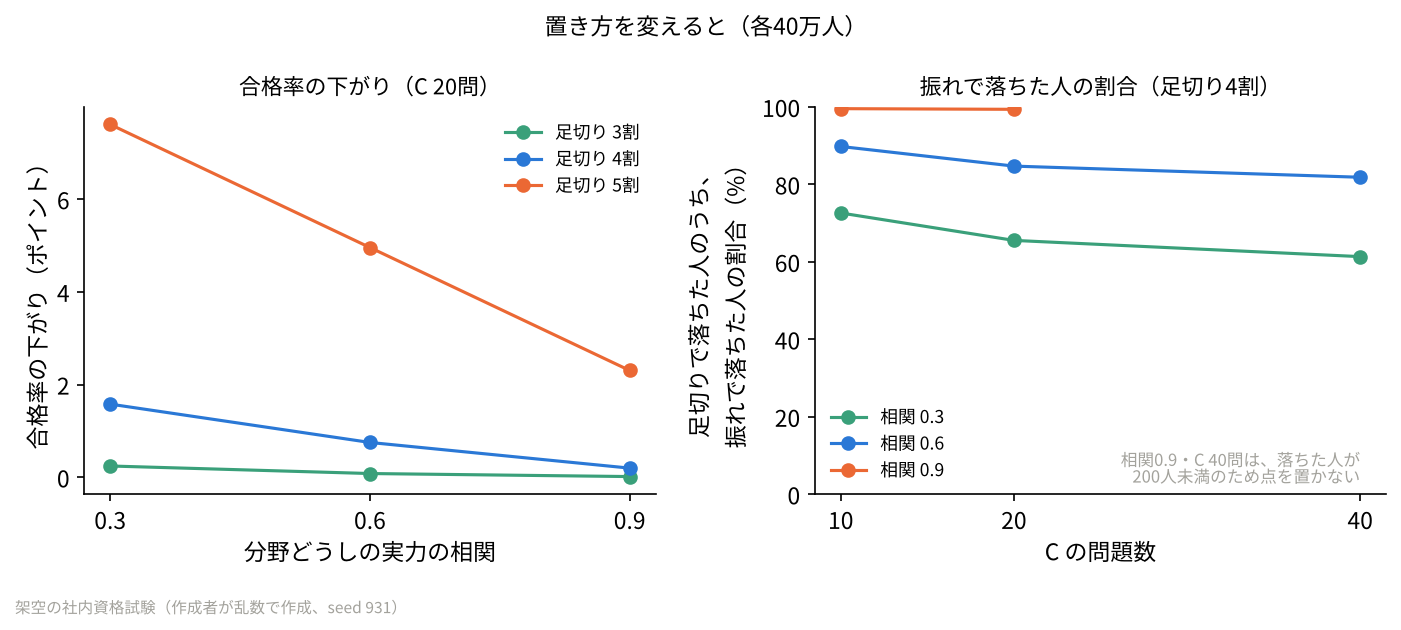 置き方を変えると（各40万人）
合格率の下がり（C 20問）
合格率の下がり（ポイント）
6
4
2
0
足切り 3割
足切り 4割
足切り 5割
0.3
0.6
0.9
分野どうしの実力の相関
振れで落ちた人の割合（足切り4割）
足切りで落ちた人のうち、
振れで落ちた人の割合（%）
100
80
60
40
20
0
相関 0.3
相関 0.6
相関 0.9
相関0.9・C 40問は、落ちた人が
200人未満のため点を置かない
10
20
40
C の問題数
架空の社内資格試験（作成者が乱数で作成、seed 931）